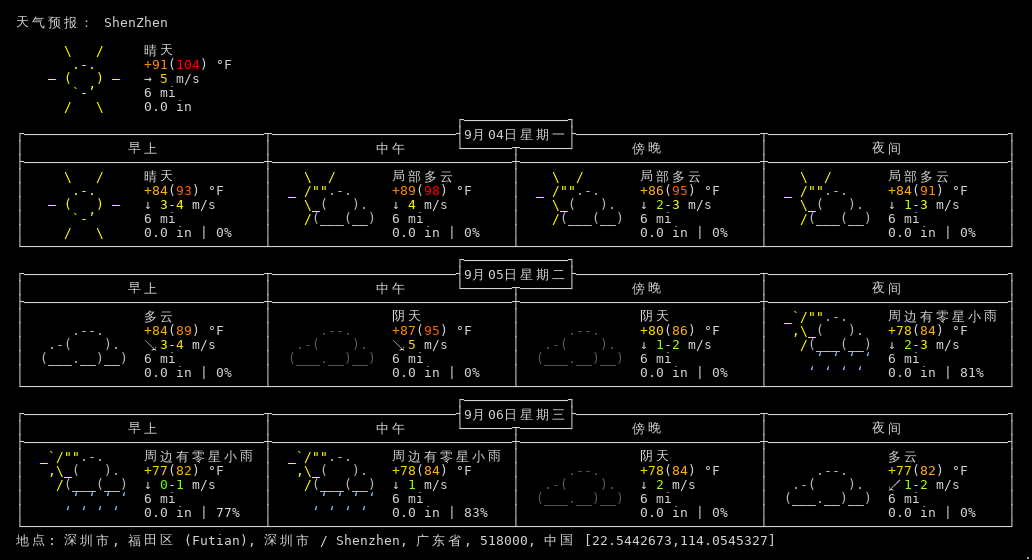 天气预报： ShenZhen
晴天
+91(104) °F
→ 5 m/s
6 mi
0.0 in
9月04日星期一
早上 中午 傍晚 夜间
晴天 局部多云 局部多云 局部多云
+84(93) °F +89(98) °F +86(95) °F +84(91) °F
↓ 3-4 m/s ↓ 4 m/s ↓ 2-3 m/s ↓ 1-3 m/s
6 mi 6 mi 6 mi 6 mi
0.0 in | 0% 0.0 in | 0% 0.0 in | 0% 0.0 in | 0%
9月05日星期二
早上 中午 傍晚 夜间
多云 阴天 阴天 周边有零星小雨
+84(89) °F +87(95) °F +80(86) °F +78(84) °F
↘ 3-4 m/s ↘ 5 m/s ↓ 1-2 m/s ↓ 2-3 m/s
6 mi 6 mi 6 mi 6 mi
0.0 in | 0% 0.0 in | 0% 0.0 in | 0% 0.0 in | 81%
9月06日星期三
早上 中午 傍晚 夜间
周边有零星小雨 周边有零星小雨 阴天 多云
+77(82) °F +78(84) °F +78(84) °F +77(82) °F
↓ 0-1 m/s ↓ 1 m/s ↓ 2 m/s ↙ 1-2 m/s
6 mi 6 mi 6 mi 6 mi
0.0 in | 77% 0.0 in | 83% 0.0 in | 0% 0.0 in | 0%
地点: 深圳市, 福田区 (Futian), 深圳市 / Shenzhen, 广东省, 518000, 中国 [22.5442673,114.0545327]